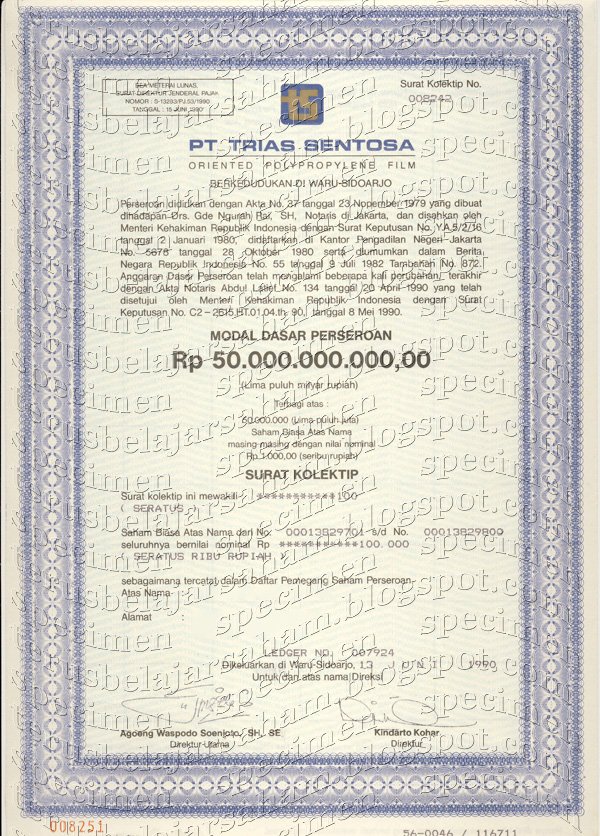 BEA METERAI LUNAS
SURAT DIREKTUR JENDERAL PAJAK
NOMOR : S-13283/PJ.53/1990
TANGGAL : 15 JUNI 1990
Surat Kolektip No.
008247
PT TRIAS SENTOSA
ORIENTED POLYPROPYLENE FILM
BERKEDUDUKAN DI WARU-SIDOARJO
Perseroan didirikan dengan Akta No. 37 tanggal 23 Nopember 1979 yang dibuat
dihadapan Drs. Gde Ngurah Rai, SH, Notaris di Jakarta, dan disahkan oleh
Menteri Kehakiman Republik Indonesia dengan Surat Keputusan No. Y.A.5/2/16
tanggal 2 Januari 1980, didaftarkan di Kantor Pengadilan Negeri Jakarta
No. 5678 tanggal 28 Oktober 1980 serta diumumkan dalam Berita
Negara Republik Indonesia No. 55 tanggal 9 Juli 1982 Tambahan No. 872.
Anggaran Dasar Perseroan telah mengalami beberapa kali perubahan, terakhir
dengan Akta Notaris Abdul Latief No. 134 tanggal 20 April 1990 yang telah
disetujui oleh Menteri Kehakiman Republik Indonesia dengan Surat
Keputusan No. C2-2615.HT.01.04.th. 90, tanggal 8 Mei 1990.
MODAL DASAR PERSEROAN
Rp 50.000.000.000,00
(Lima puluh milyar rupiah)
Terbagi atas :
50.000.000 (Lima puluh juta)
Saham Biasa Atas Nama
masing-masing dengan nilai nominal
Rp 1.000,00 (seribu rupiah)
SURAT KOLEKTIP
Surat kolektip ini mewakili : ***********100
( SERATUS )
Saham Biasa Atas Nama dari No. 00013829701 s/d No. 00013829800
seluruhnya bernilai nominal Rp ***********100.000
( SERATUS RIBU RUPIAH )
sebagaimana tercatat dalam Daftar Pemegang Saham Perseroan
Atas Nama :
Alamat :
LEDGER NO. 007924
Dikeluarkan di Waru-Sidoarjo, 13 JUNI 1990
Untuk dan atas nama Direksi
Agoeng Waspodo Soenjoto, SH, SE
Direktur Utama
Kindarto Kohar
Direktur
008251
56-0046 / 116711
specimen
belajarsaham.blogspot.com